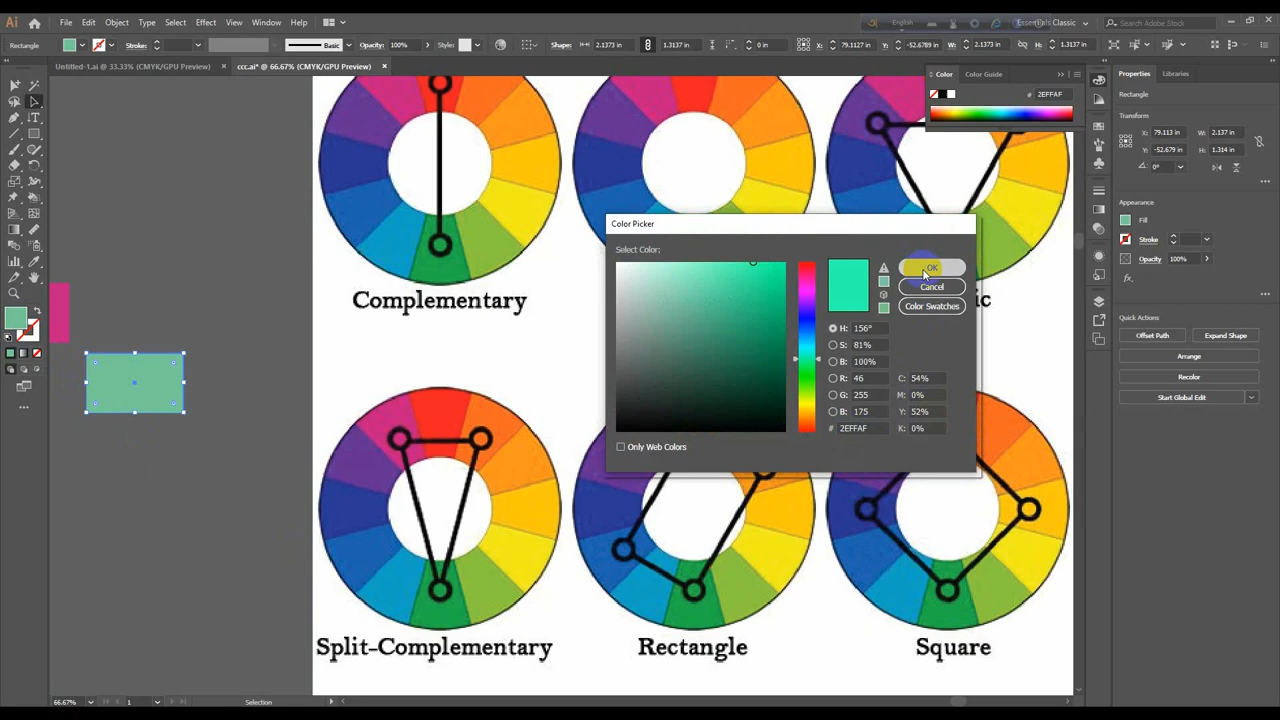 Ai File Edit Object Type Select Effect View Window Help English Essentials Classic Search Adobe Stock
Rectangle Stroke: Basic Opacity: 100% Style: Shape: 2.1373 in 1.3137 in 0 in X: 79.1127 in Y: -52.6789 in W: 2.1373 in H: 1.3137 in
Untitled-1.ai @ 33.33% (CMYK/GPU Preview) × ccc.ai* @ 66.67% (CMYK/GPU Preview) ×
Color Color Guide
# 2EFFAF
Properties Libraries
Rectangle
Transform
X: 79.113 in W: 2.137 in
Y: -52.679 in H: 1.314 in
0°
Appearance
Fill
Stroke
Opacity 100%
fx.
Quick Actions
Offset Path Expand Shape
Arrange
Recolor
Start Global Edit
Color Picker
Select Color:
OK
Cancel
Color Swatches
H: 156°
S: 81%
B: 100%
R: 46 C: 54%
G: 255 M: 0%
B: 175 Y: 52%
# 2EFFAF K: 0%
Only Web Colors
Complementary
ic
Split-Complementary Rectangle Square
66.67% 1 Selection